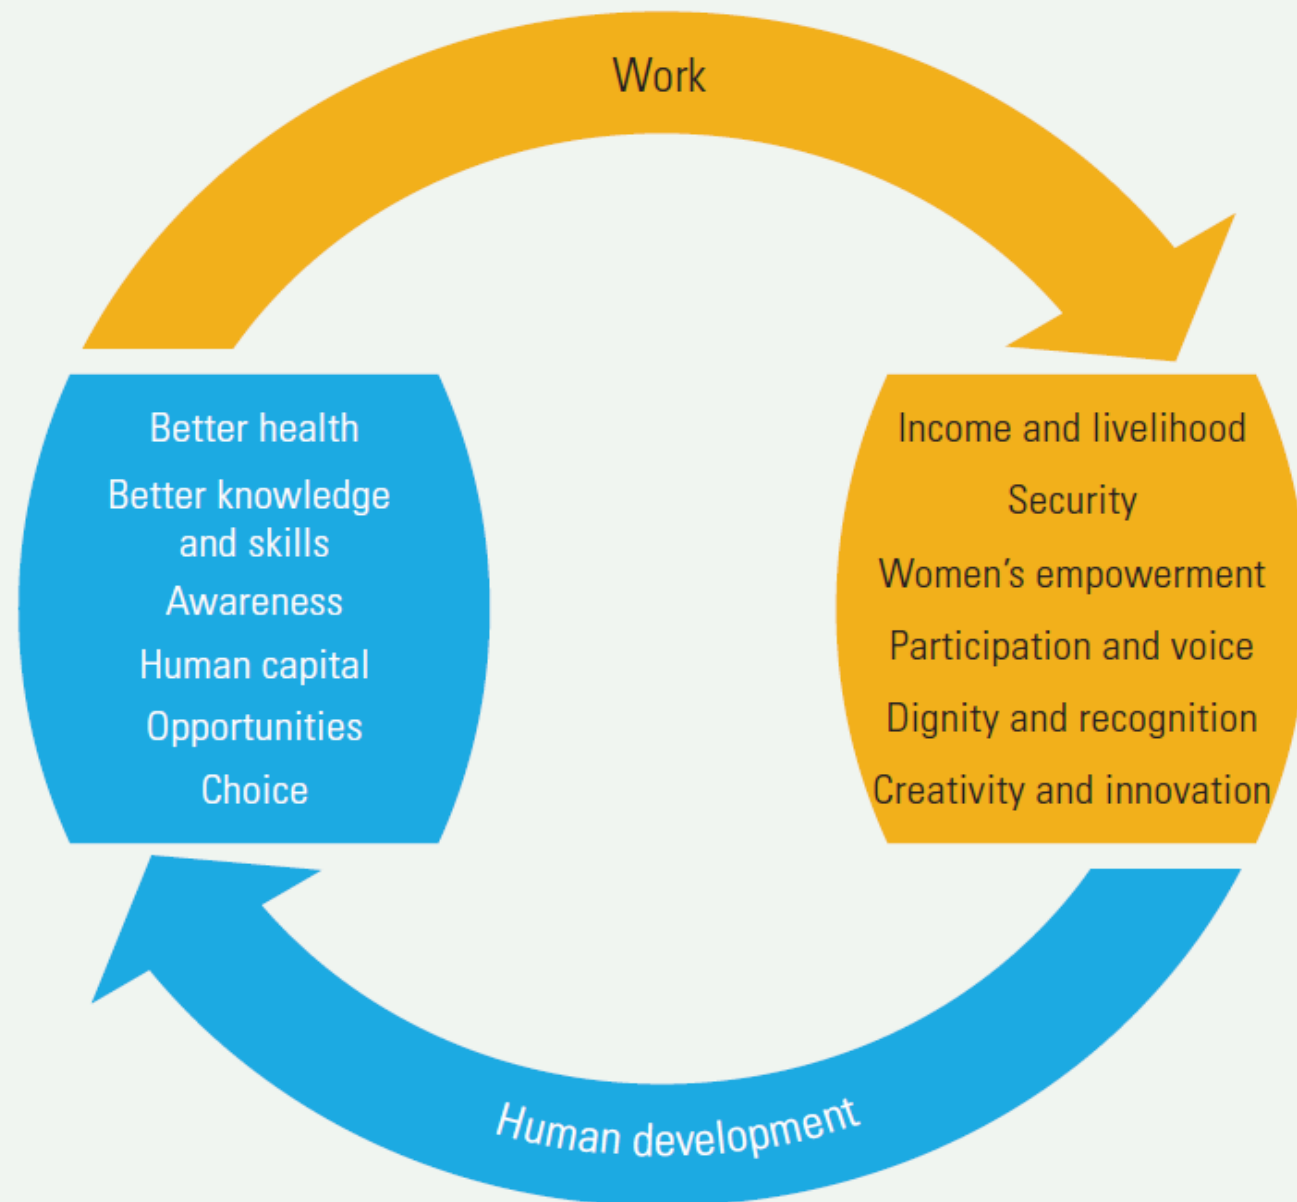 Work
Better health
Better knowledge
and skills
Awareness
Human capital
Opportunities
Choice
Income and livelihood
Security
Women’s empowerment
Participation and voice
Dignity and recognition
Creativity and innovation
Human development